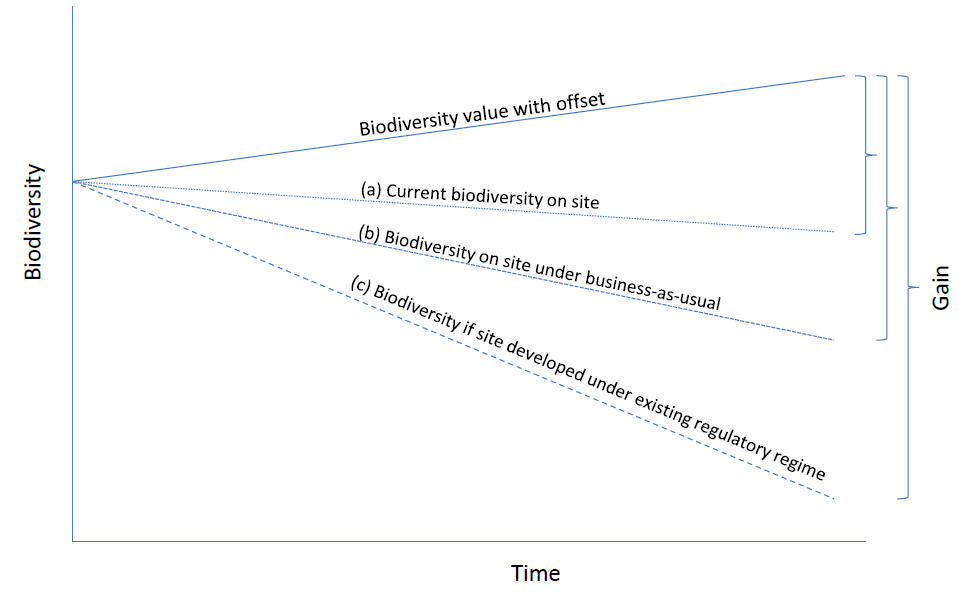 Biodiversity value with offset
(a) Current biodiversity on site
(b) Biodiversity on site under business-as-usual
(c) Biodiversity if site developed under existing regulatory regime
Biodiversity
Gain
Time